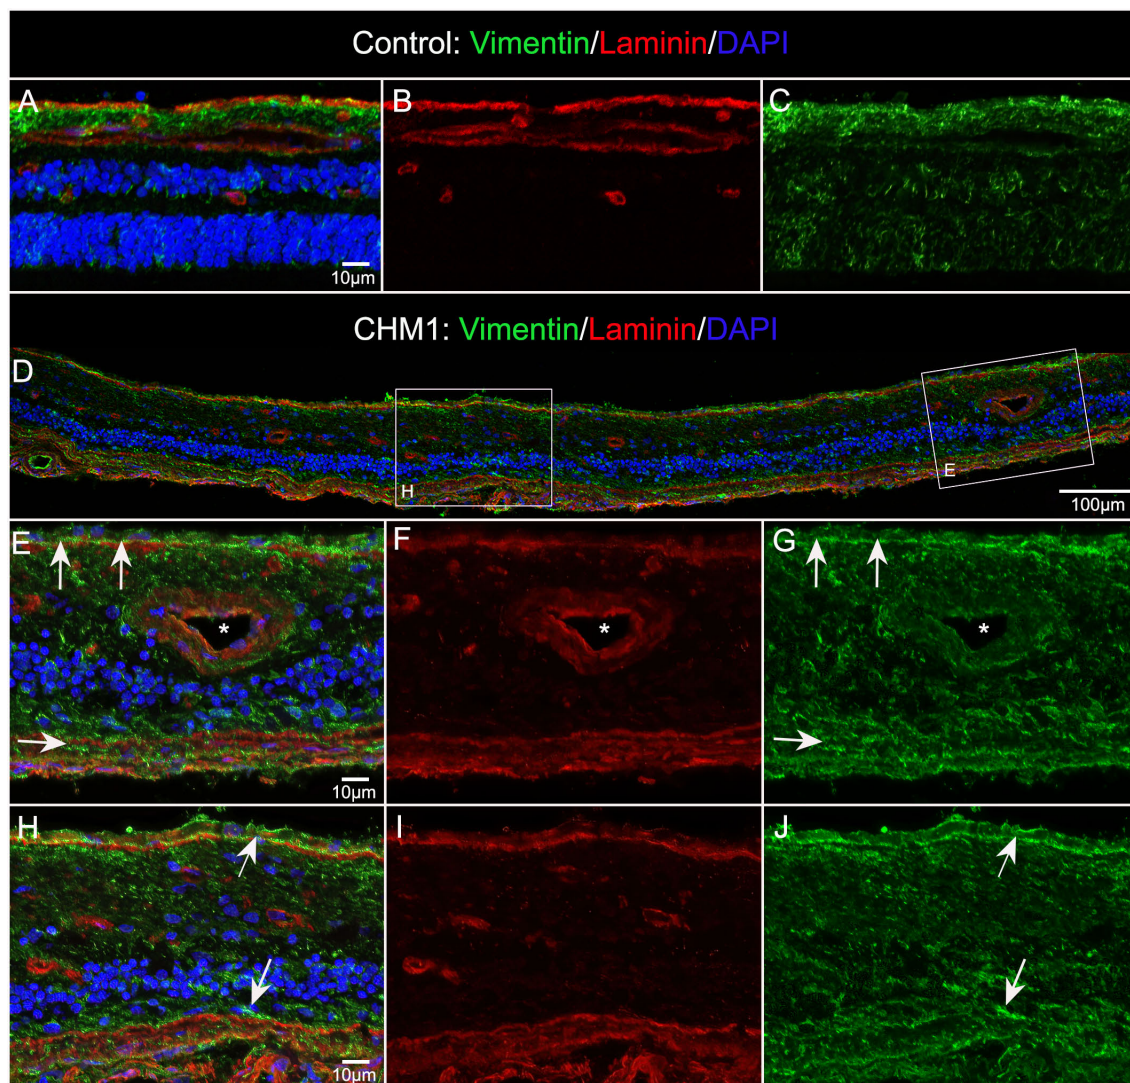 Control: Vimentin/Laminin/DAPI
A
B
C
10µm
CHM1: Vimentin/Laminin/DAPI
D
H
E
100µm
E
F
G
*
*
*
10µm
H
I
J
10µm